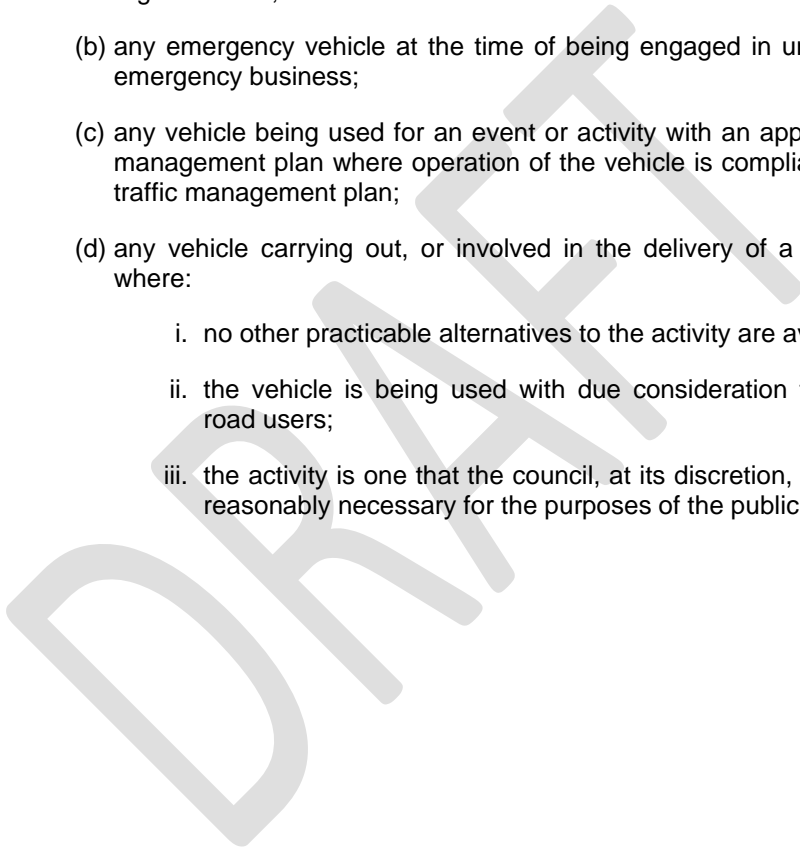 (b) any emergency vehicle at the time of being engaged in
emergency business;
(c) any vehicle being used for an event or activity with an
management plan where operation of the vehicle is
traffic management plan;
(d) any vehicle carrying out, or involved in the delivery of a
where:
i. no other practicable alternatives to the activity are
ii. the vehicle is being used with due consideration
road users;
iii. the activity is one that the council, at its discretion,
reasonably necessary for the purposes of the public
DRAFT